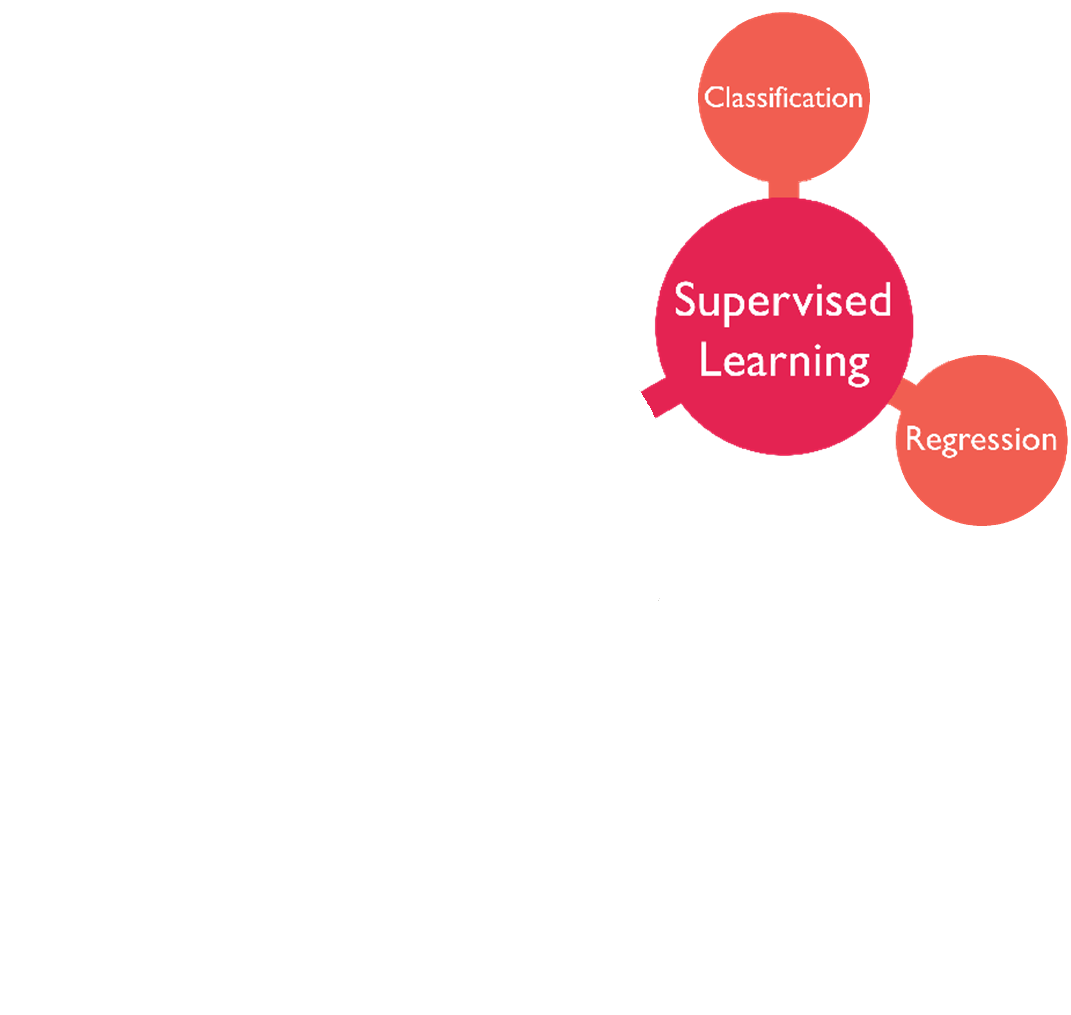 Classification
Supervised
Learning
Regression